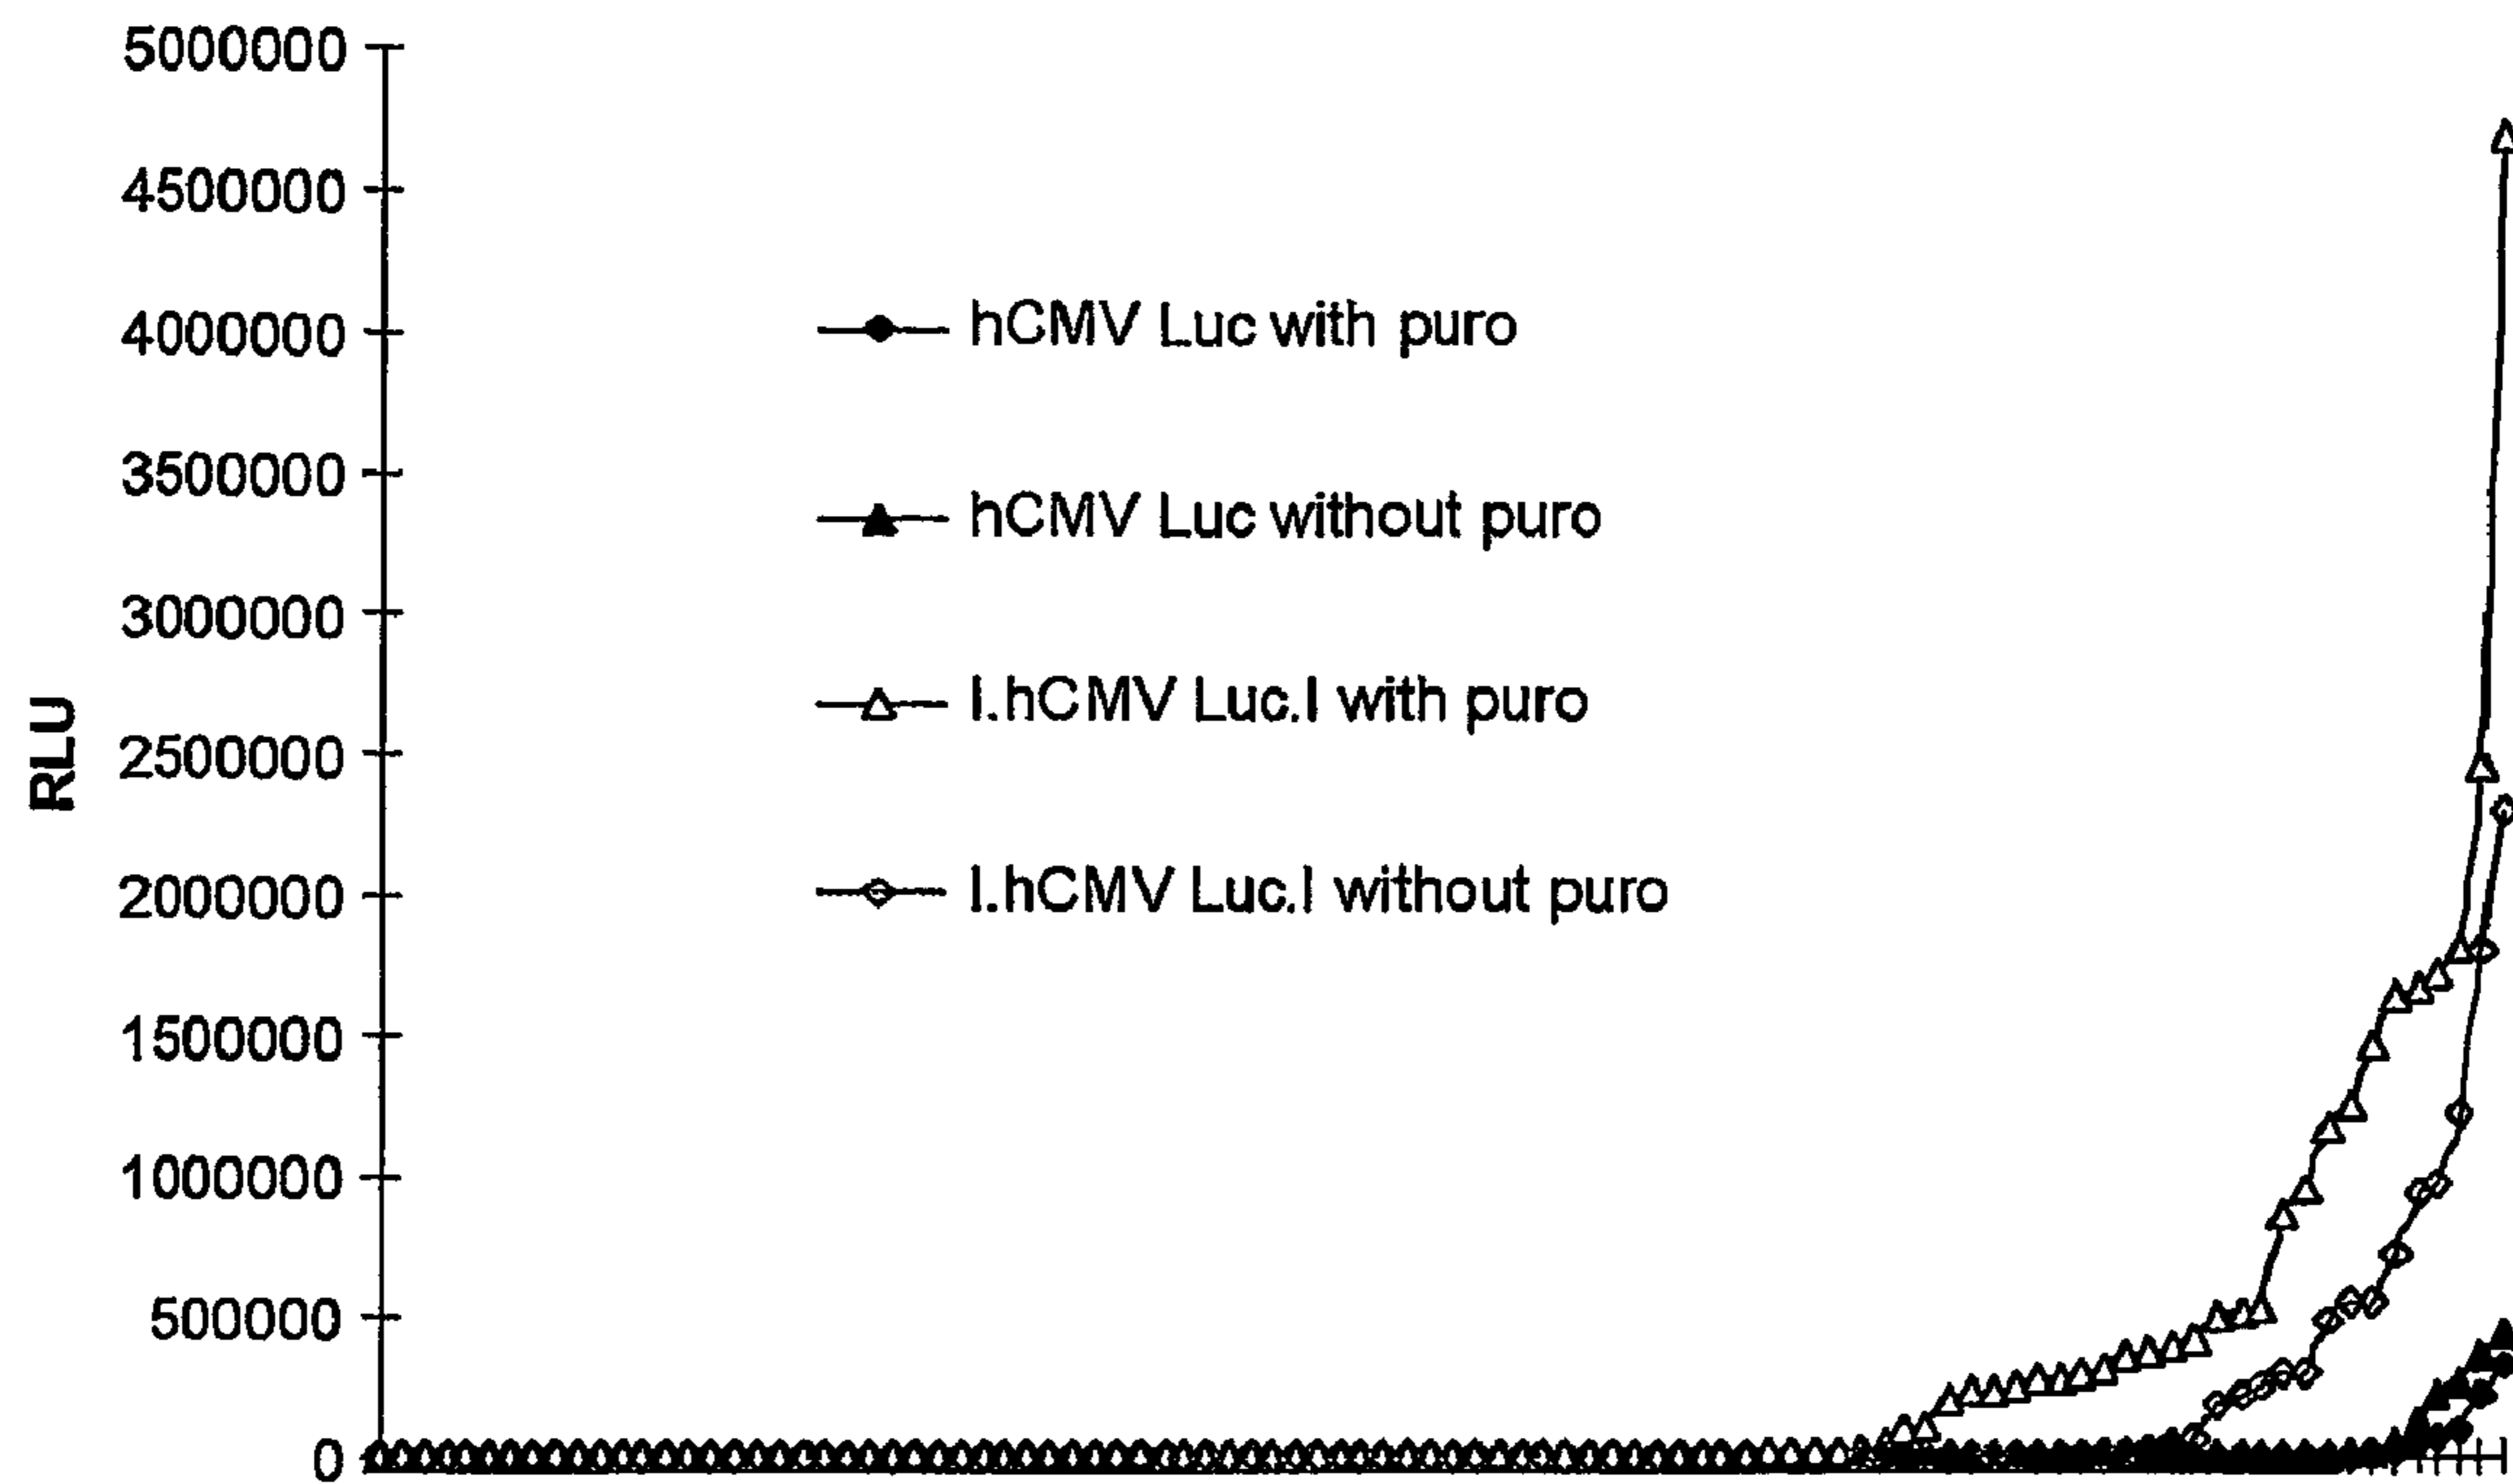 5000000
4500000
4000000
3500000
3000000
2500000
2000000
1500000
1000000
500000
0
RLU
hCMV Luc with puro
hCMV Luc without puro
I.hCMV Luc.I with puro
I.hCMV Luc.I without puro